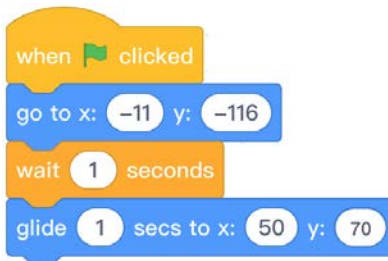 when clicked
go to x: –11 y: –116
wait 1 seconds
glide 1 secs to x: 50 y: 70